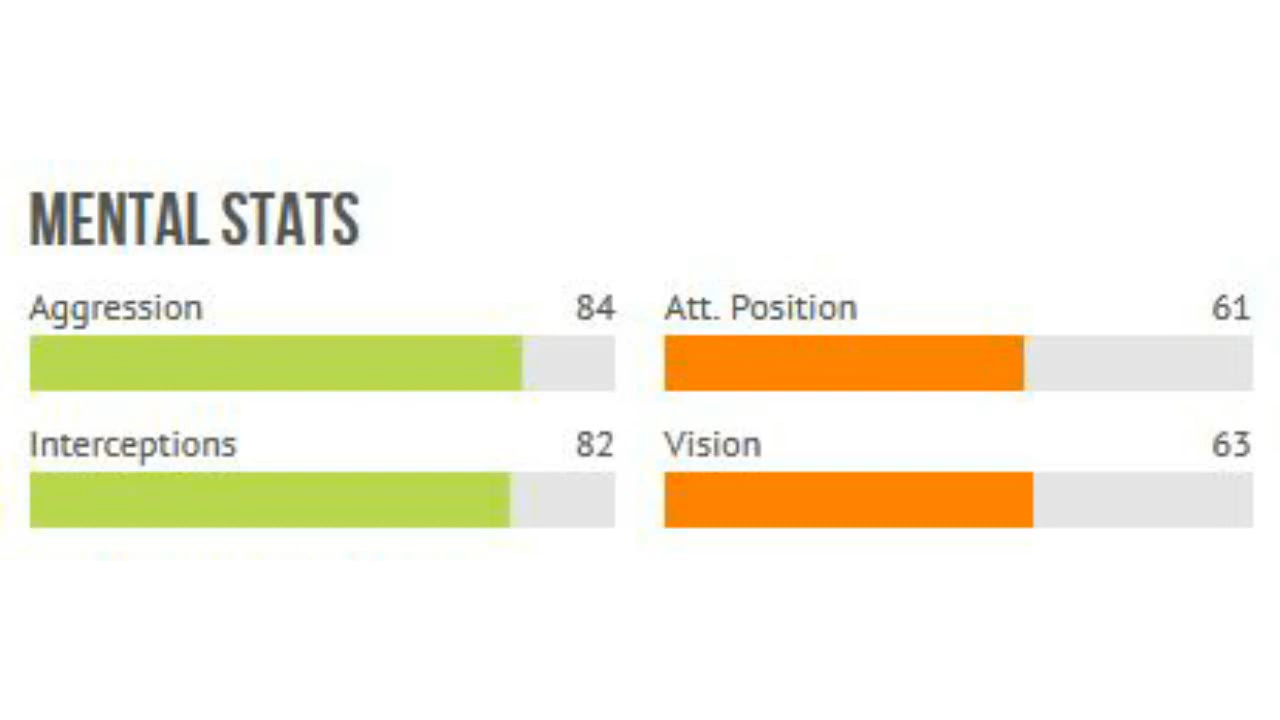 MENTAL STATS
Aggression 84 Att. Position 61
Interceptions 82 Vision 63